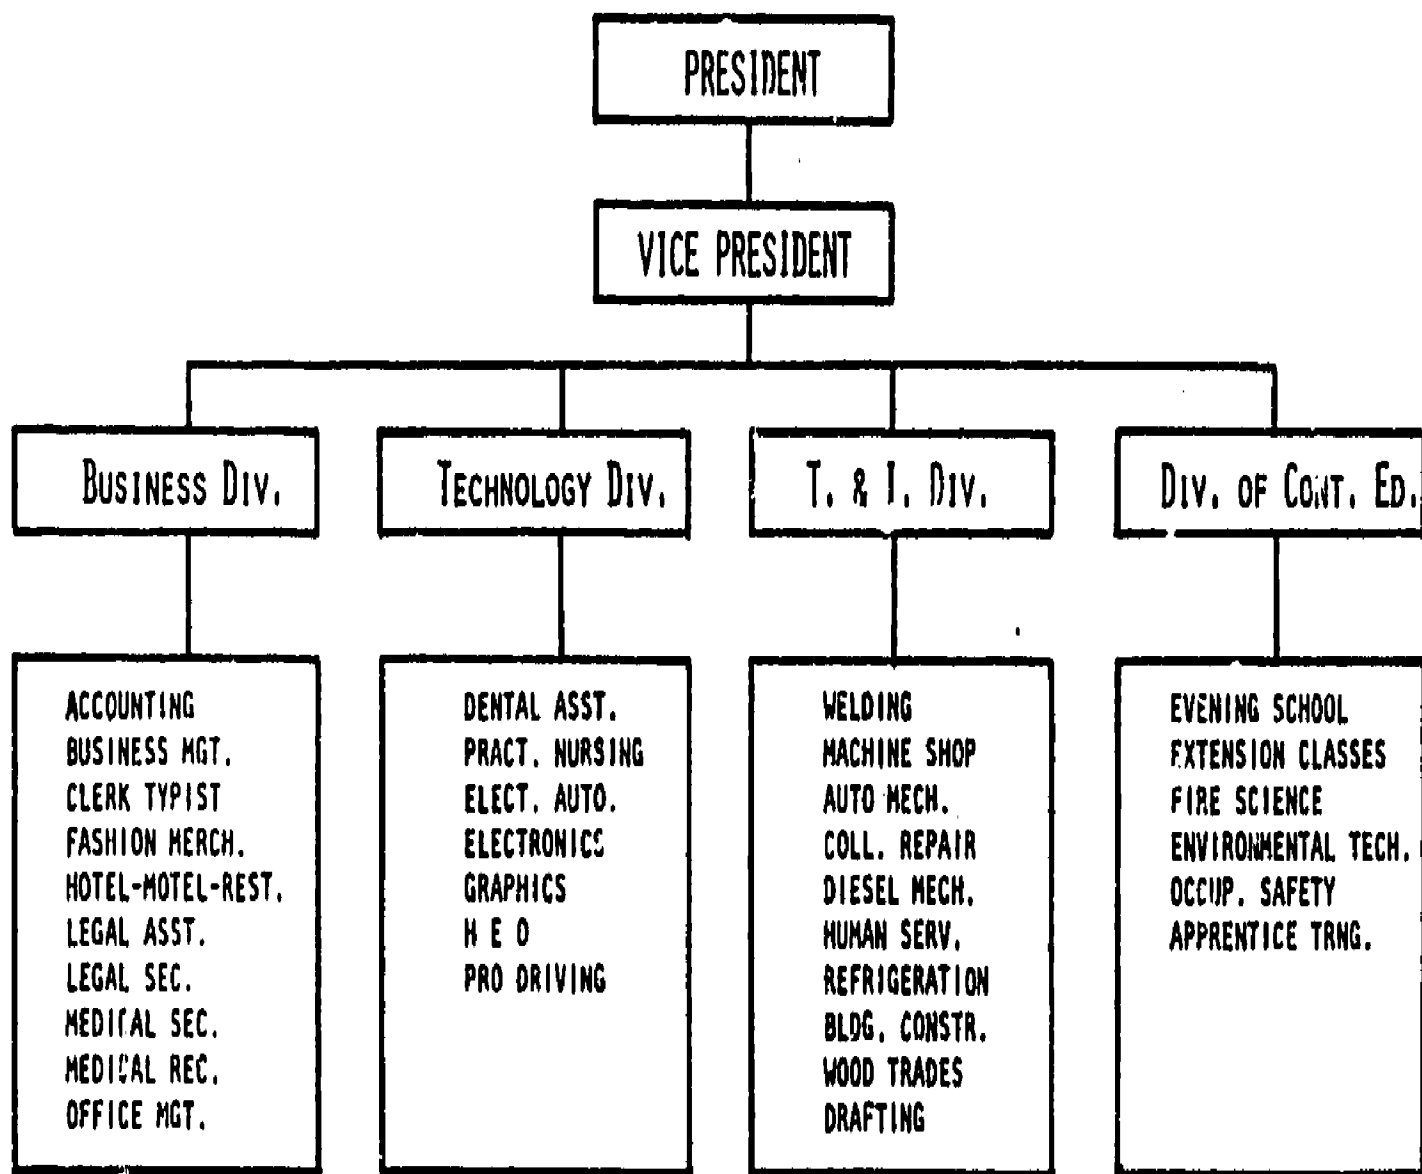 PRESIDENT
VICE PRESIDENT
BUSINESS DIV.
TECHNOLOGY DIV.
T. & I. DIV.
DIV. OF CONT. ED.
ACCOUNTING
BUSINESS MGT.
CLERK TYPIST
FASHION MERCH.
HOTEL-MOTEL-REST.
LEGAL ASST.
LEGAL SEC.
MEDICAL SEC.
MEDICAL REC.
OFFICE MGT.
DENTAL ASST.
PRACT. NURSING
ELECT. AUTO.
ELECTRONICS
GRAPHICS
H E O
PRO DRIVING
WELDING
MACHINE SHOP
AUTO MECH.
COLL. REPAIR
DIESEL MECH.
HUMAN SERV.
REFRIGERATION
BLDG. CONSTR.
WOOD TRADES
DRAFTING
EVENING SCHOOL
EXTENSION CLASSES
FIRE SCIENCE
ENVIRONMENTAL TECH.
OCCUP. SAFETY
APPRENTICE TRNG.